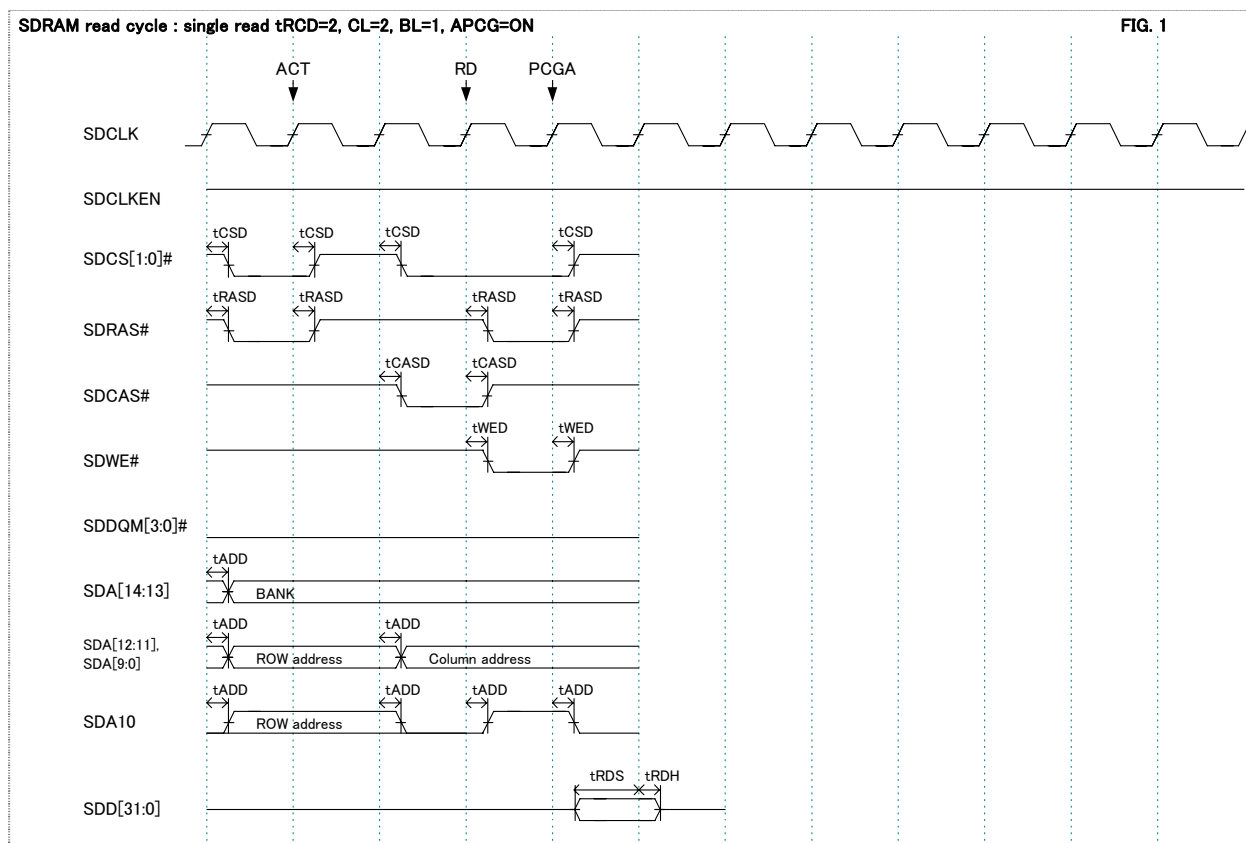 SDRAM read cycle : single read tRCD=2, CL=2, BL=1, APCG=ON FIG. 1
ACT RD PCGA
SDCLK
SDCLKEN
tCSD tCSD tCSD tCSD
SDCS[1:0]#
tRASD tRASD tRASD tRASD
SDRAS#
tCASD tCASD
SDCAS#
tWED tWED
SDWE#
SDDQM[3:0]#
tADD
SDA[14:13] BANK
tADD tADD
SDA[12:11],
SDA[9:0] ROW address Column address
tADD tADD tADD tADD
SDA10 ROW address
tRDS tRDH
SDD[31:0]